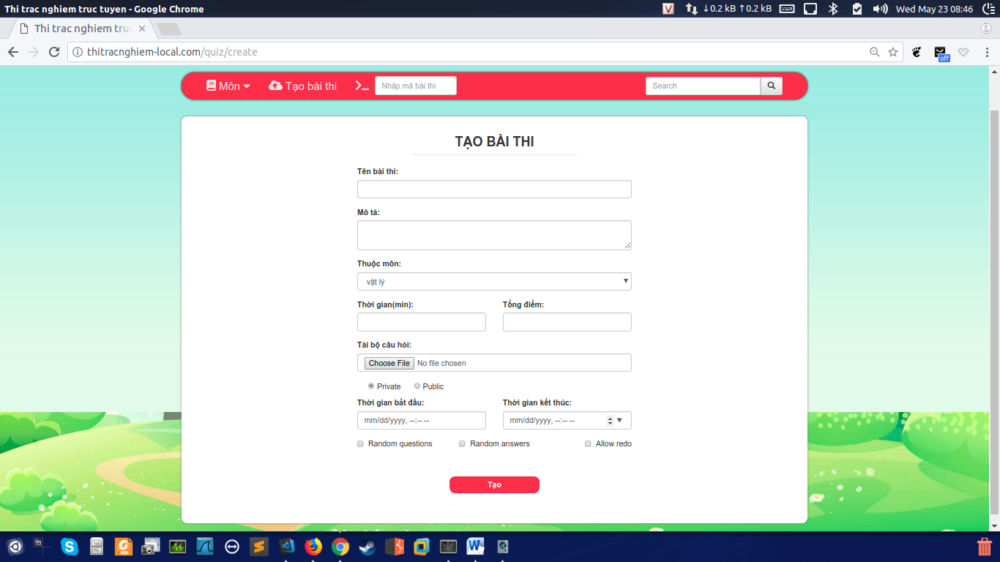 Thi trac nghiem truc tuyen - Google Chrome
↓0.2 kB ↑0.2 kB Wed May 23 08:46
Thi trac nghiem truc
thitracnghiem-local.com/quiz/create
off
Môn Tạo bài thi Nhập mã bài thi Search
TẠO BÀI THI
Tên bài thi:
Mô tả:
Thuộc môn:
vật lý
Thời gian(min): Tổng điểm:
Tải bộ câu hỏi:
Choose File No file chosen
Private Public
Thời gian bắt đầu: Thời gian kết thúc:
mm/dd/yyyy, --:-- -- mm/dd/yyyy, --:-- --
Random questions Random answers Allow redo
Tạo